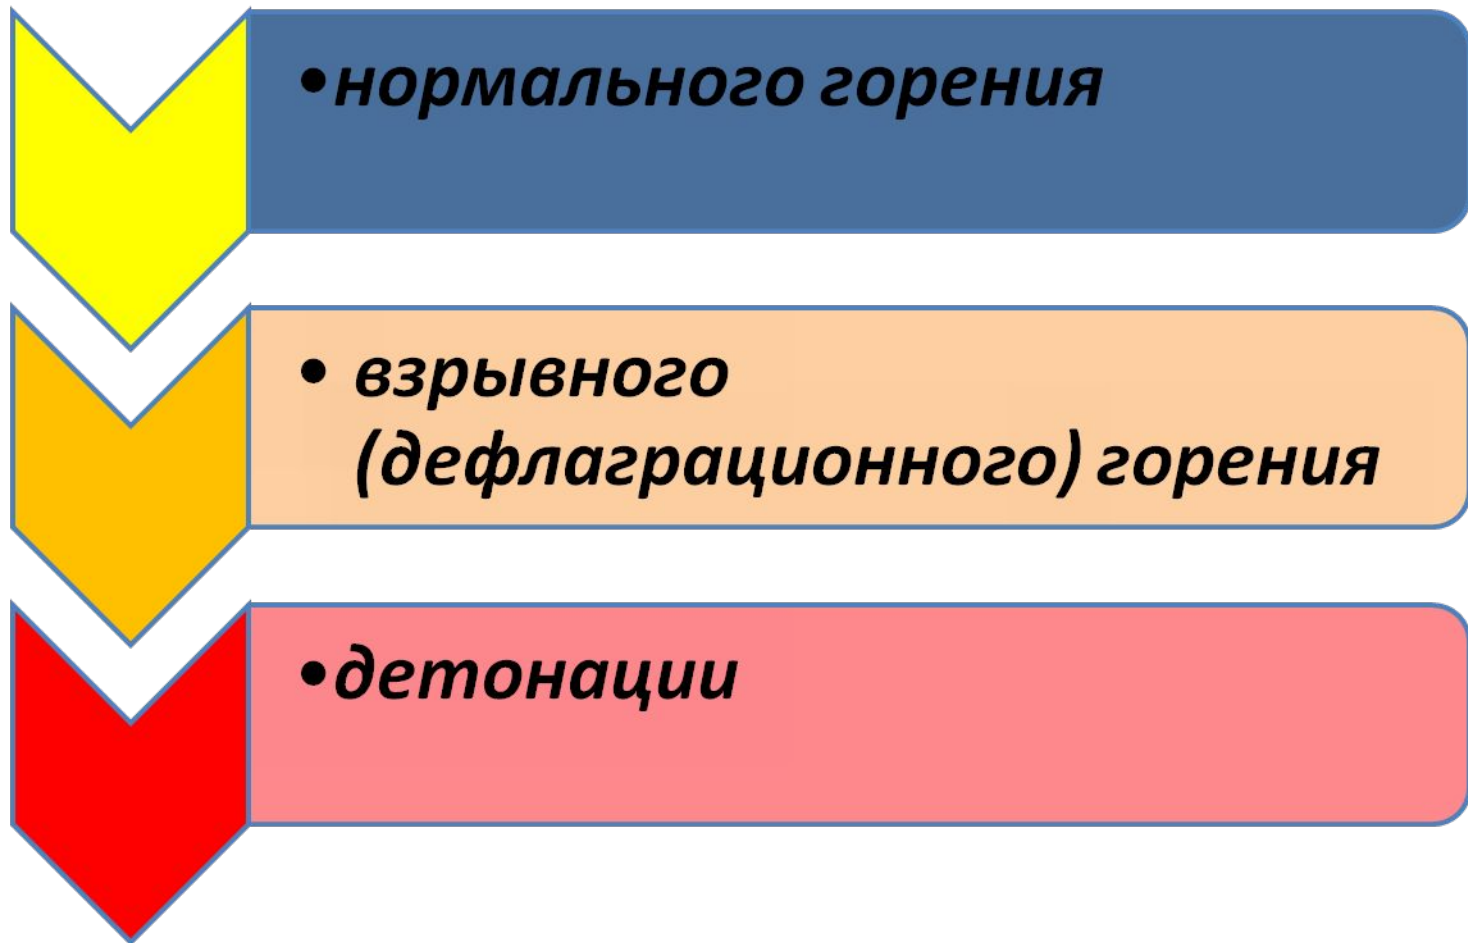 •нормального горения
• взрывного
(дефлаграционного) горения
•детонации